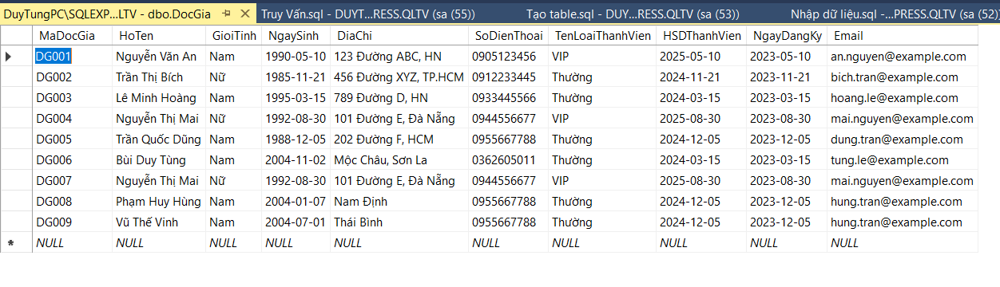 DuyTungPC\SQLEXP...LTV - dbo.DocGia Truy Vấn.sql - DUYT...RESS.QLTV (sa (55)) Tạo table.sql - DUY...RESS.QLTV (sa (53)) Nhập dữ liệu.sql -...PRESS.QLTV (sa (52))
MaDocGia HoTen GioiTinh NgaySinh DiaChi SoDienThoai TenLoaiThanhVien HSDThanhVien NgayDangKy Email
DG001 Nguyễn Văn An Nam 1990-05-10 123 Đường ABC, HN 0905123456 VIP 2025-05-10 2023-05-10 an.nguyen@example.com
DG002 Trần Thị Bích Nữ 1985-11-21 456 Đường XYZ, TP.HCM 0912233445 Thường 2024-11-21 2023-11-21 bich.tran@example.com
DG003 Lê Minh Hoàng Nam 1995-03-15 789 Đường D, HN 0933445566 Thường 2024-03-15 2023-03-15 hoang.le@example.com
DG004 Nguyễn Thị Mai Nữ 1992-08-30 101 Đường E, Đà Nẵng 0944556677 VIP 2025-08-30 2023-08-30 mai.nguyen@example.com
DG005 Trần Quốc Dũng Nam 1988-12-05 202 Đường F, HCM 0955667788 Thường 2024-12-05 2023-12-05 dung.tran@example.com
DG006 Bùi Duy Tùng Nam 2004-11-02 Mộc Châu, Sơn La 0362605011 Thường 2024-03-15 2023-03-15 tung.le@example.com
DG007 Nguyễn Thị Mai Nữ 1992-08-30 101 Đường E, Đà Nẵng 0944556677 VIP 2025-08-30 2023-08-30 mai.nguyen@example.com
DG008 Phạm Huy Hùng Nam 2004-01-07 Nam Định 0955667788 Thường 2024-12-05 2023-12-05 hung.tran@example.com
DG009 Vũ Thế Vinh Nam 2004-07-01 Thái Bình 0955667788 Thường 2024-12-05 2023-12-05 hung.tran@example.com
NULL NULL NULL NULL NULL NULL NULL NULL NULL NULL